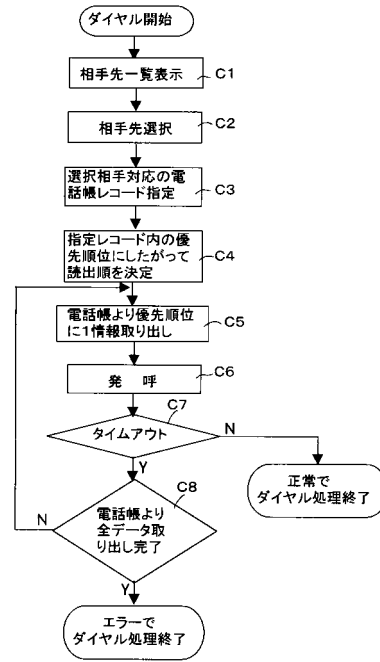 ダイヤル開始
相手先一覧表示
C1
相手先選択
C2
選択相手対応の電
話帳レコード指定
C3
指定レコード内の優
先順位にしたがって
読出順を決定
C4
電話帳より優先順位
に1情報取り出し
C5
発　呼
C6
C7
タイムアウト
N
Y
正常で
ダイヤル処理終了
C8
電話帳より
全データ取
り出し完了
N
Y
エラーで
ダイヤル処理終了